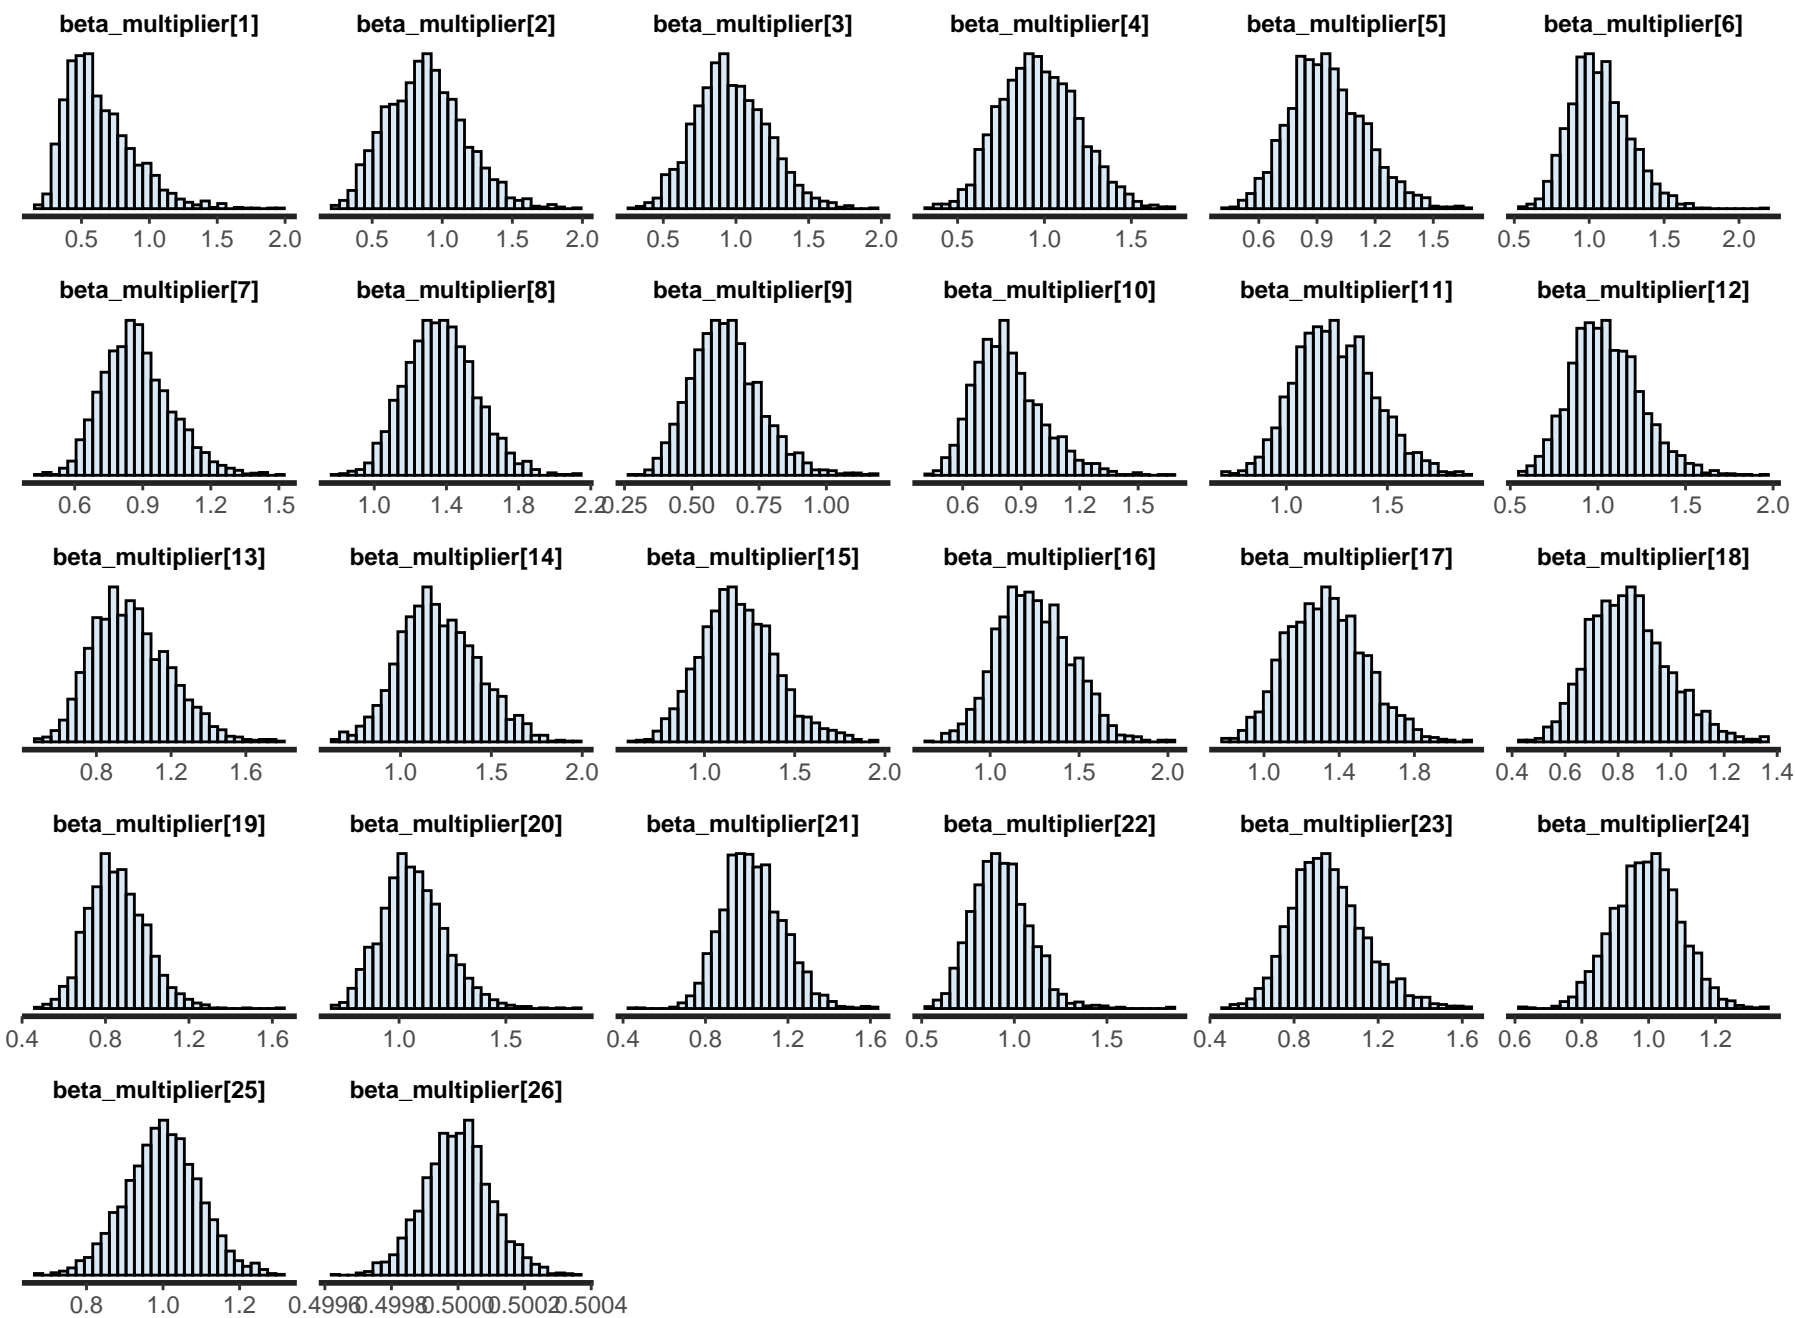 beta_multiplier[1] beta_multiplier[2] beta_multiplier[3] beta_multiplier[4] beta_multiplier[5] beta_multiplier[6]
0.5 1.0 1.5 2.0 0.5 1.0 1.5 2.0 0.5 1.0 1.5 2.0 0.5 1.0 1.5 0.6 0.9 1.2 1.5 0.5 1.0 1.5 2.0
beta_multiplier[7] beta_multiplier[8] beta_multiplier[9] beta_multiplier[10] beta_multiplier[11] beta_multiplier[12]
0.6 0.9 1.2 1.5 1.0 1.4 1.8 2.2 0.25 0.50 0.75 1.00 0.6 0.9 1.2 1.5 1.0 1.5 0.5 1.0 1.5 2.0
beta_multiplier[13] beta_multiplier[14] beta_multiplier[15] beta_multiplier[16] beta_multiplier[17] beta_multiplier[18]
0.8 1.2 1.6 1.0 1.5 2.0 1.0 1.5 2.0 1.0 1.5 2.0 1.0 1.4 1.8 0.4 0.6 0.8 1.0 1.2 1.4
beta_multiplier[19] beta_multiplier[20] beta_multiplier[21] beta_multiplier[22] beta_multiplier[23] beta_multiplier[24]
0.4 0.8 1.2 1.6 1.0 1.5 0.4 0.8 1.2 1.6 0.5 1.0 1.5 0.4 0.8 1.2 1.6 0.6 0.8 1.0 1.2
beta_multiplier[25] beta_multiplier[26]
0.8 1.0 1.2 0.4996 0.4998 0.5000 0.5002 0.5004